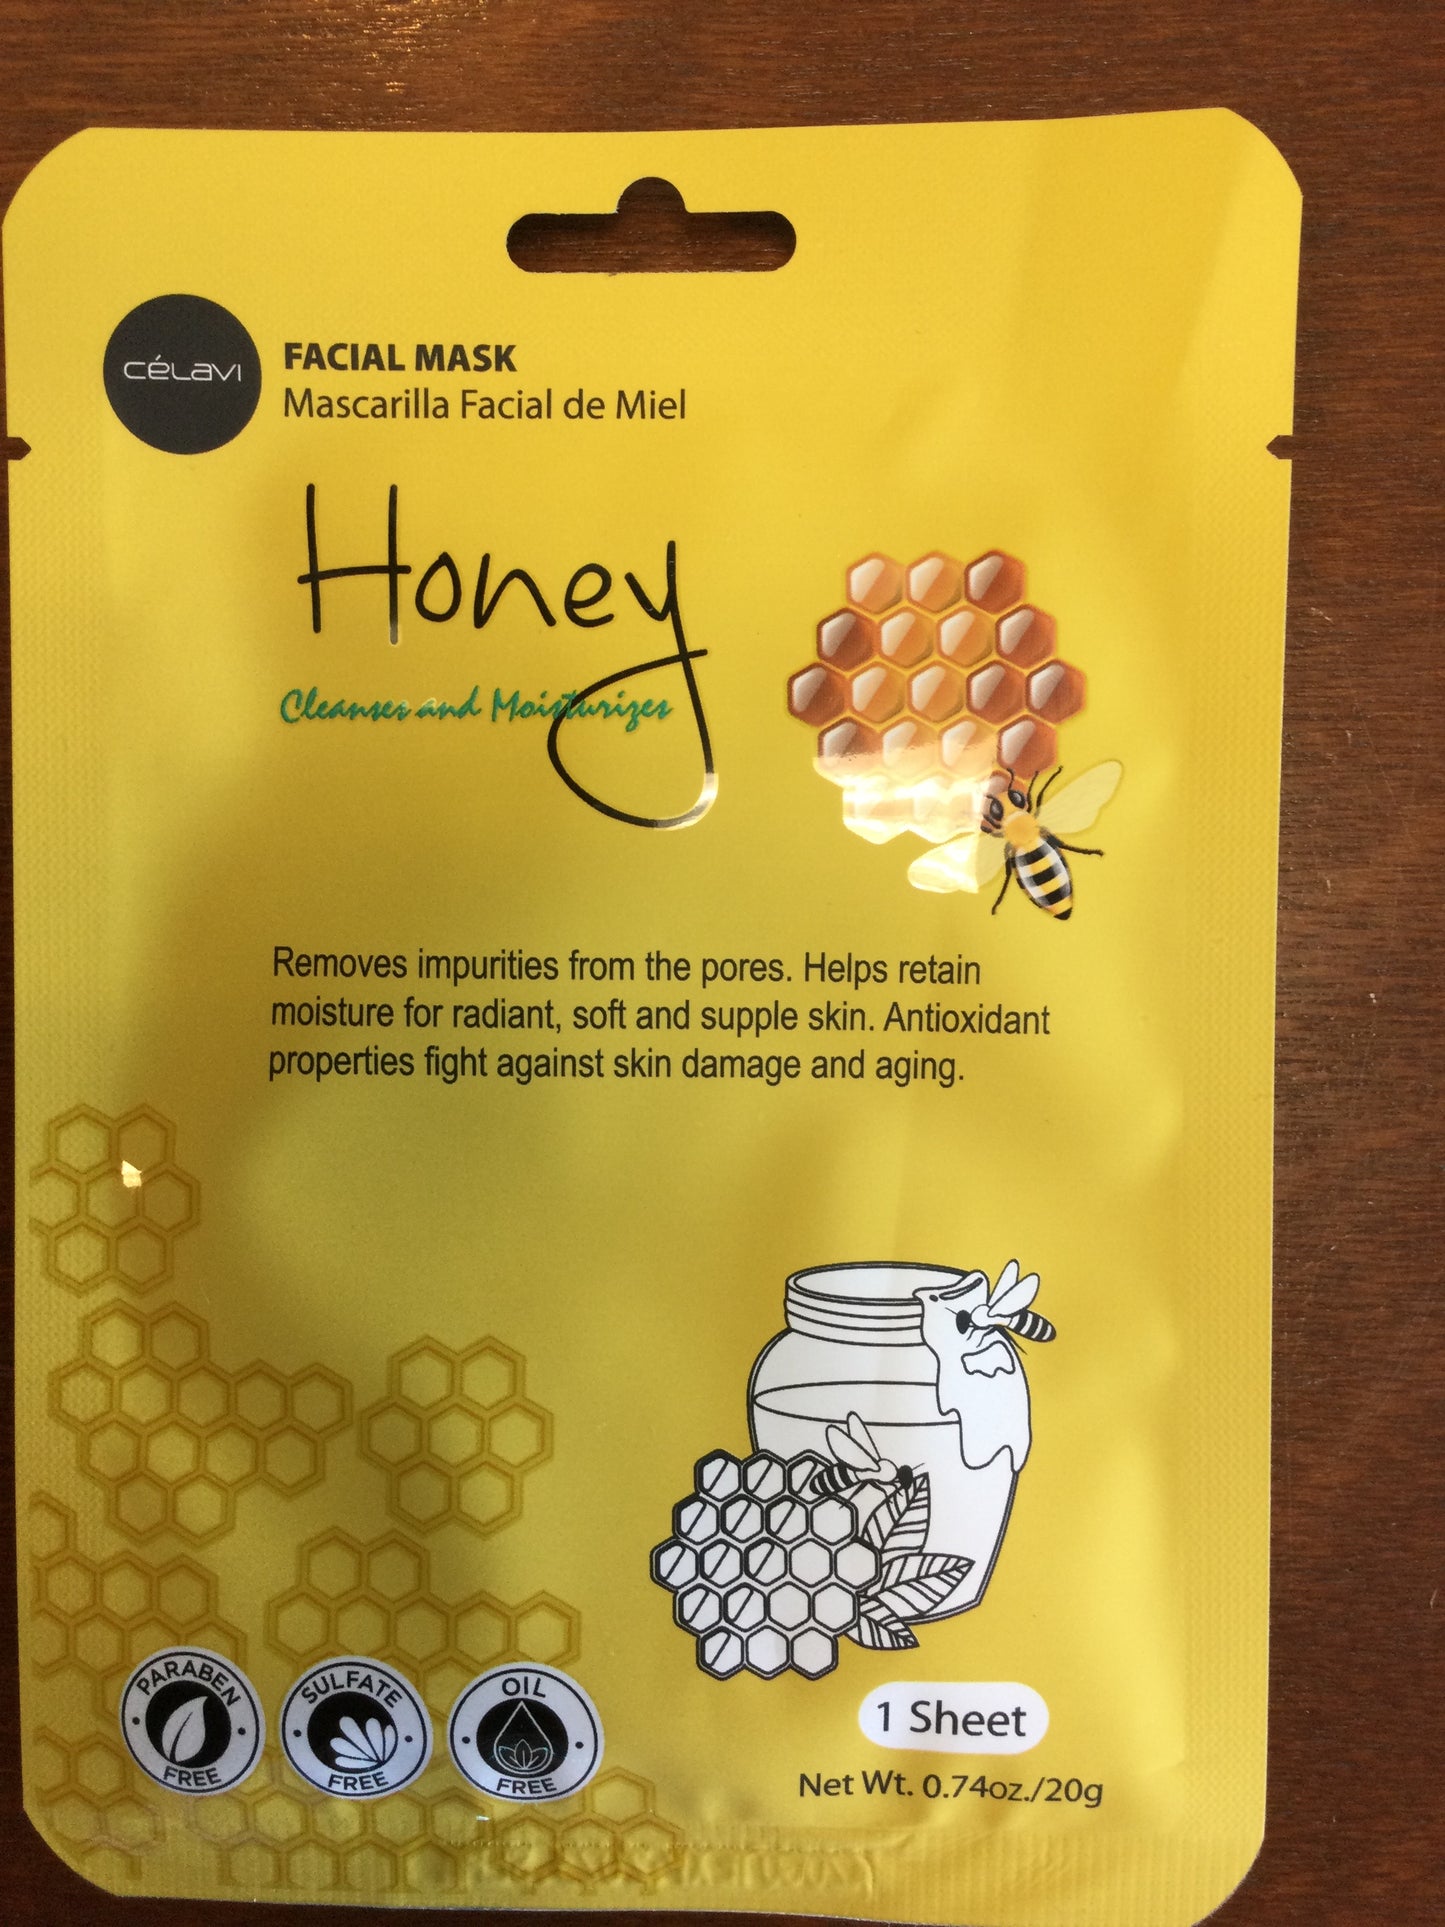 CÉLAVI
FACIAL MASK
Mascarilla Facial de Miel
Honey
Cleanses and Moisturizes
Removes impurities from the pores. Helps retain
moisture for radiant, soft and supple skin. Antioxidant
properties fight against skin damage and aging.
PARABEN
FREE
SULFATE
FREE
OIL
FREE
1 Sheet
Net Wt. 0.74oz./20g